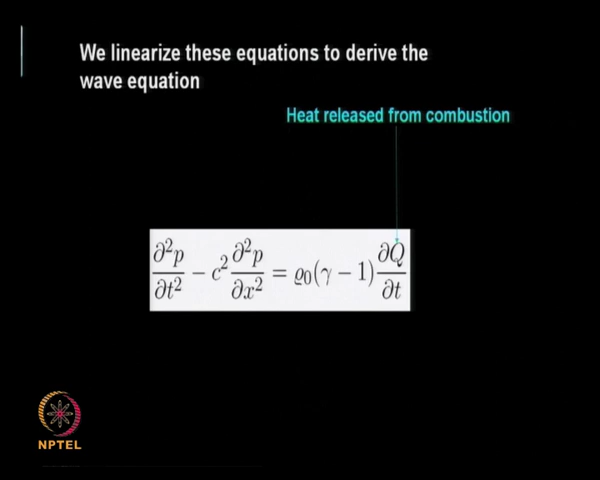 We linearize these equations to derive the
wave equation
Heat released from combustion
∂²p/∂t² − c² ∂²p/∂x² = ϱ₀(γ − 1) ∂Q/∂t
NPTEL